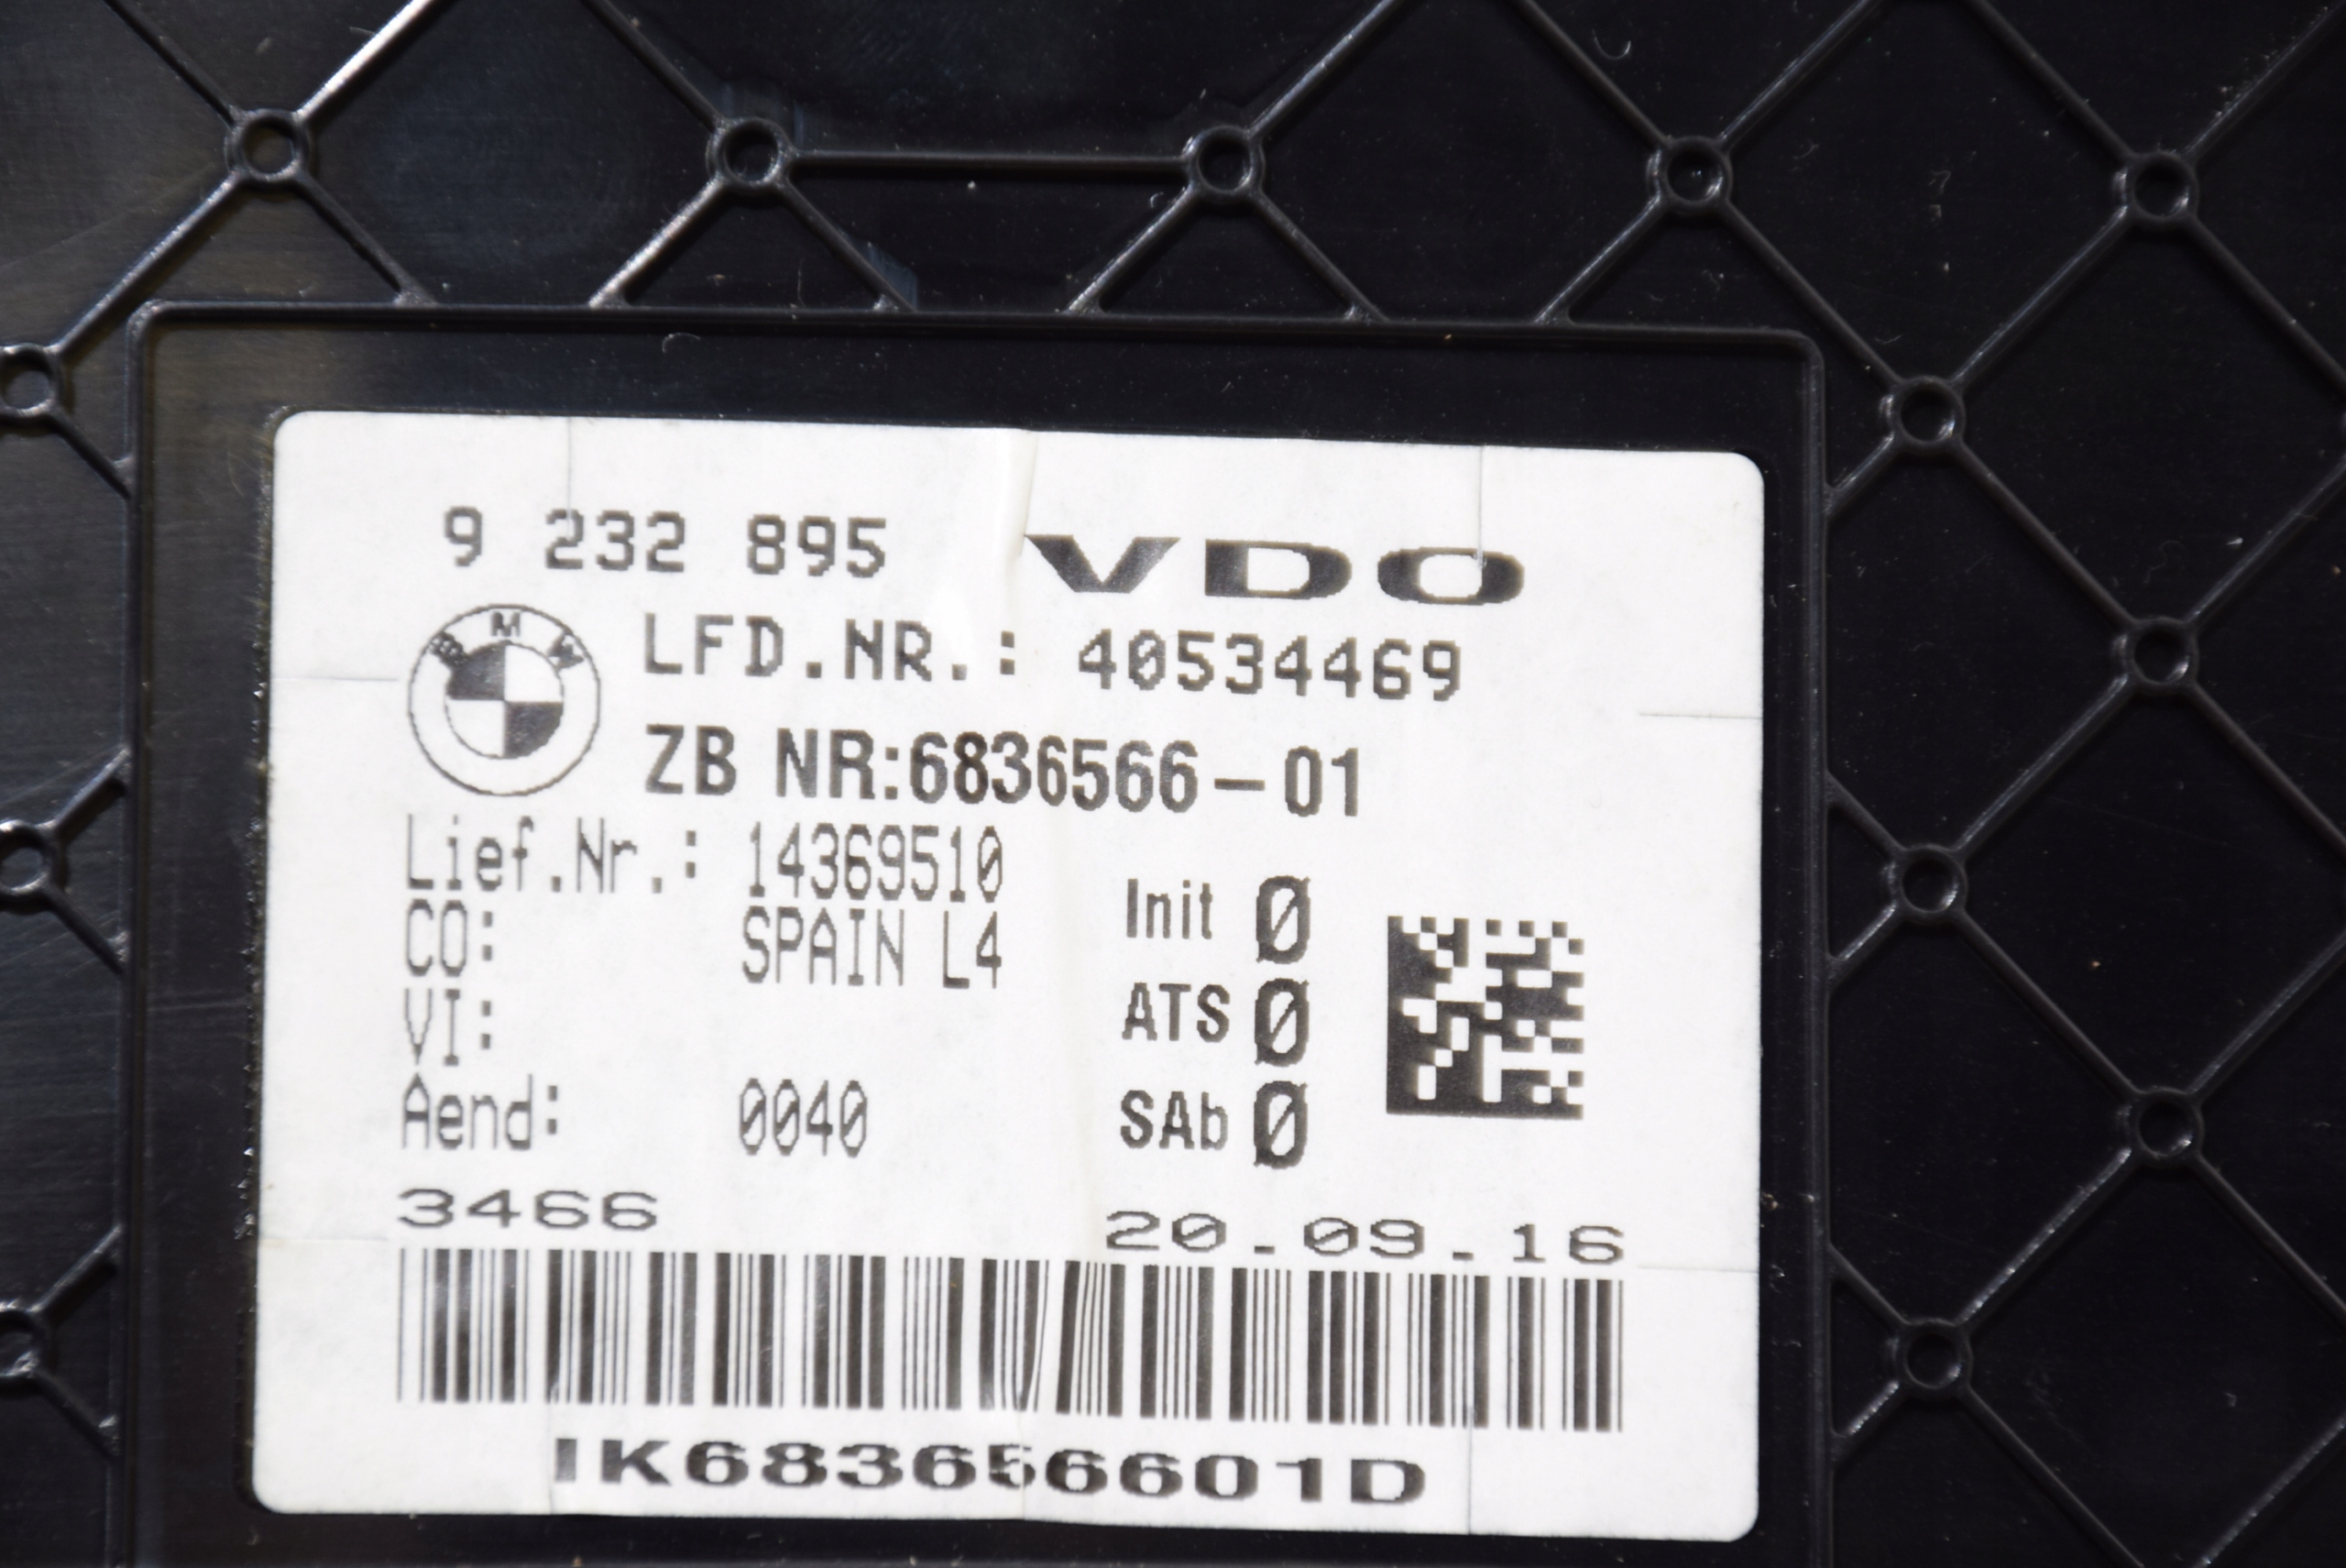 9 232 895 VDO
BMW
LFD.NR.: 40534469
ZB NR:6836566-01
Lief.Nr.: 14369510
CO: SPAIN L4
VI:
Aend: 0040
Init 0
ATS 0
SAb 0
3466 20.09.16
IK683656601D